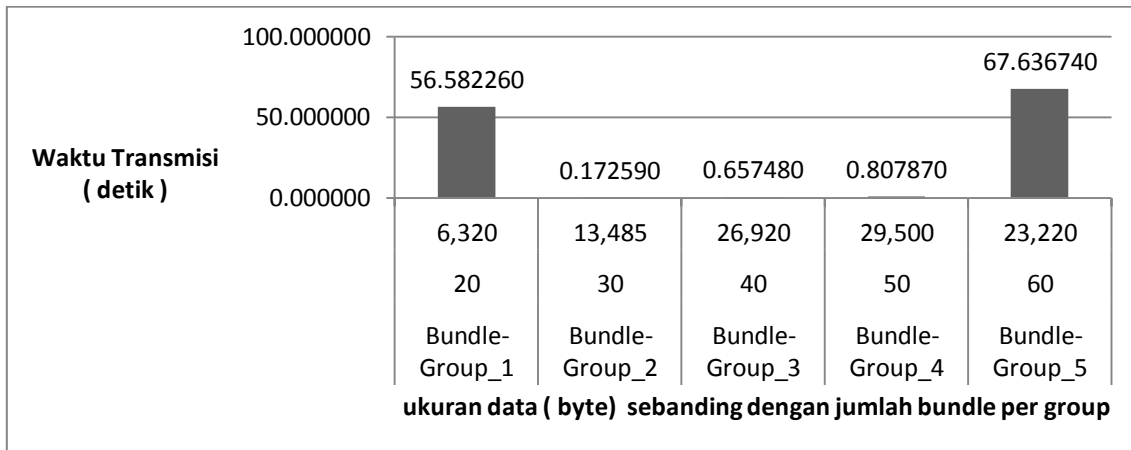 100.000000
50.000000
0.000000
Waktu Transmisi
( detik )
56.582260
0.172590
0.657480
0.807870
67.636740
6,320 13,485 26,920 29,500 23,220
20 30 40 50 60
Bundle-Group_1 Bundle-Group_2 Bundle-Group_3 Bundle-Group_4 Bundle-Group_5
ukuran data ( byte) sebanding dengan jumlah bundle per group